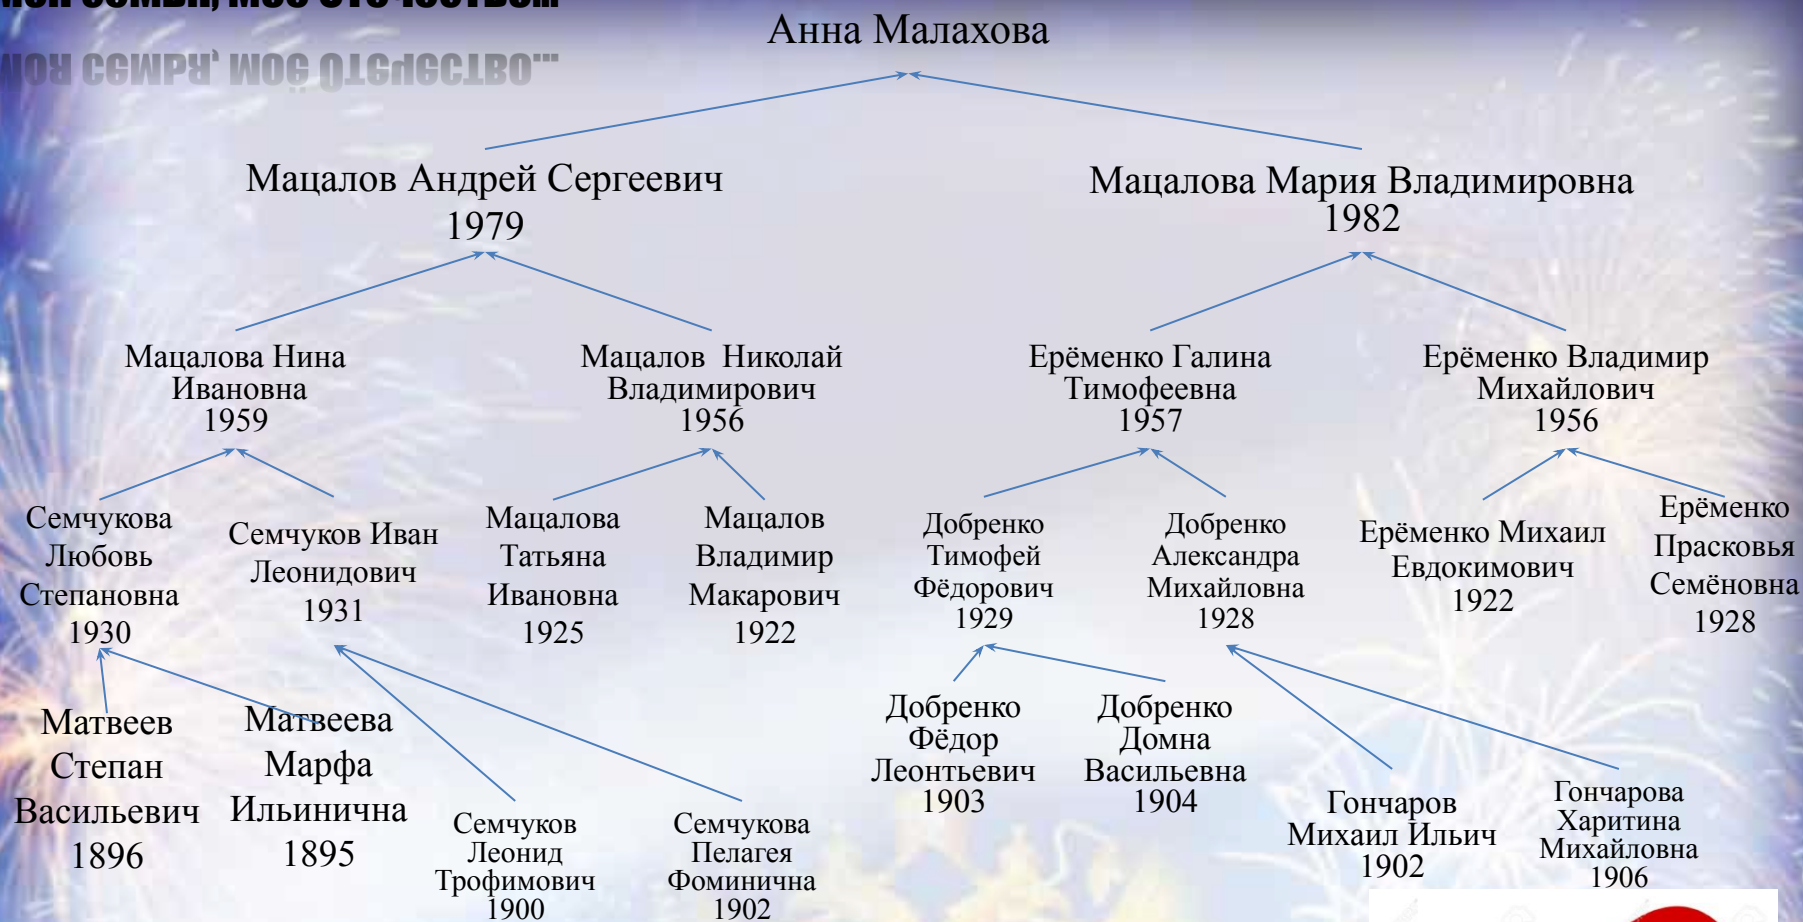 моя семья, моё отечество...
Анна Малахова
Мацалов Андрей Сергеевич
1979
Мацалова Мария Владимировна
1982
Мацалова Нина
Ивановна
1959
Мацалов Николай
Владимирович
1956
Ерёменко Галина
Тимофеевна
1957
Ерёменко Владимир
Михайлович
1956
Семчукова
Любовь
Степановна
1930
Семчуков Иван
Леонидович
1931
Мацалова
Татьяна
Ивановна
1925
Мацалов
Владимир
Макарович
1922
Добренко
Тимофей
Фёдорович
1929
Добренко
Александра
Михайловна
1928
Ерёменко Михаил
Евдокимович
1922
Ерёменко
Прасковья
Семёновна
1928
Матвеев
Степан
Васильевич
1896
Матвеева
Марфа
Ильинична
1895
Семчуков
Леонид
Трофимович
1900
Семчукова
Пелагея
Фоминична
1902
Добренко
Фёдор
Леонтьевич
1903
Добренко
Домна
Васильевна
1904
Гончаров
Михаил Ильич
1902
Гончарова
Харитина
Михайловна
1906